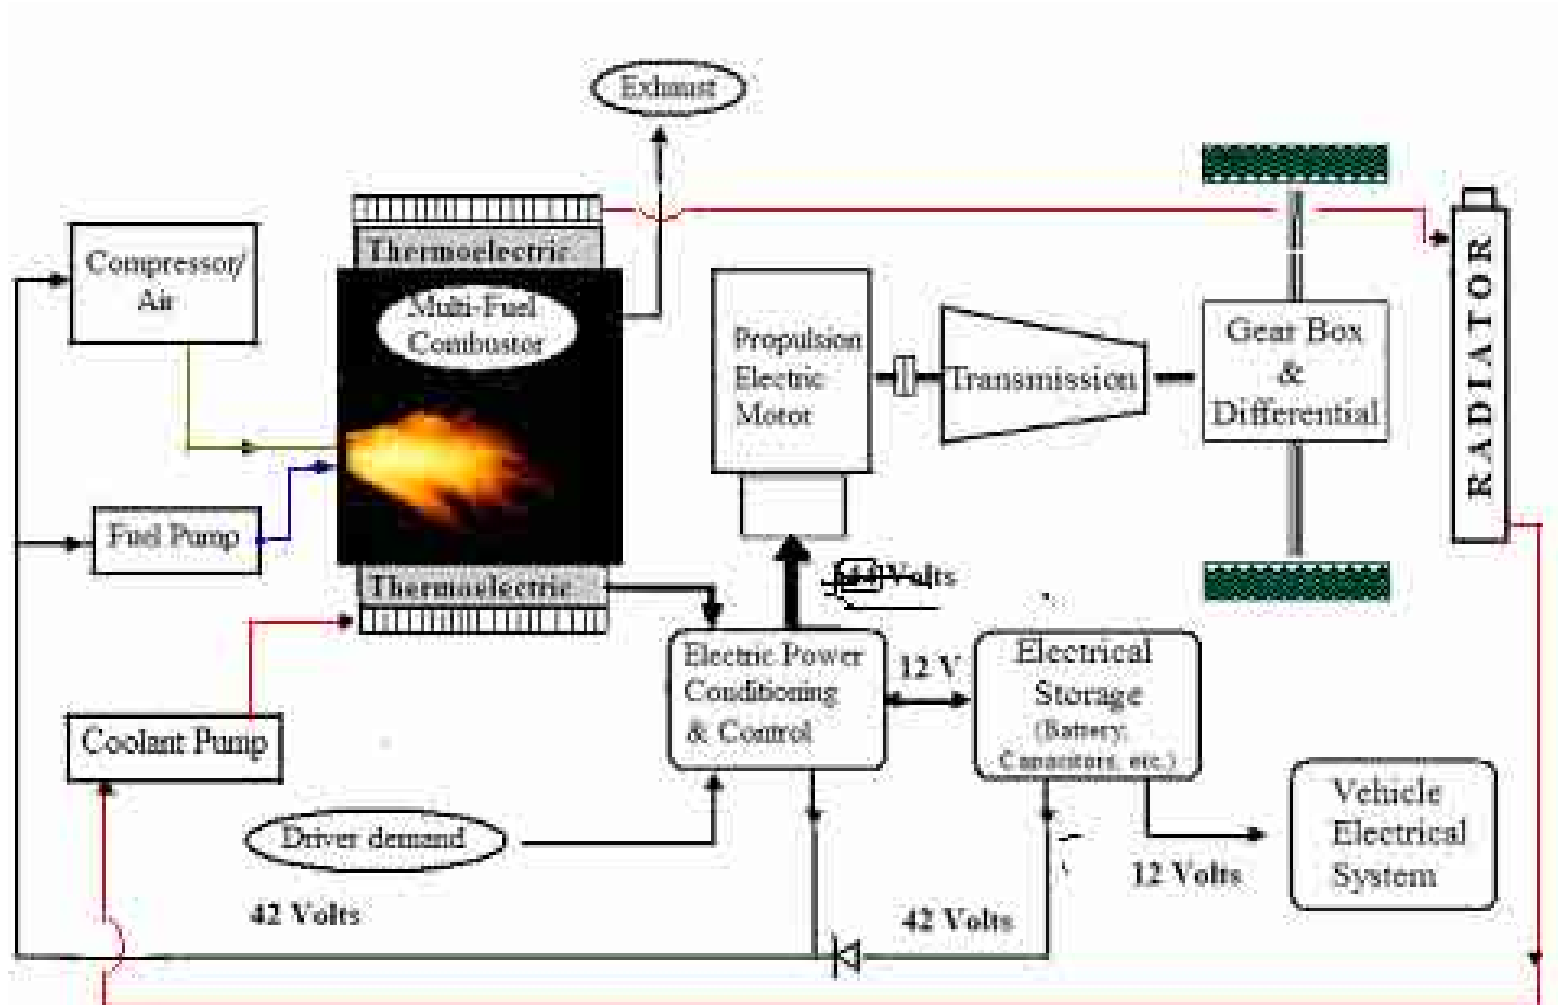 Exhaust
Compressor/
Air
Thermoelectric
Multi-Fuel
Combustor
Propulsion
Electric
Motor
Transmission
Gear Box
&
Differential
RADIATOR
Fuel Pump
Thermoelectric
Volts
Electric Power
Conditioning
& Control
12 V
Electrical
Storage
(Battery,
Capacitors, etc.)
Coolant Pump
Driver demand
Vehicle
Electrical
System
12 Volts
42 Volts
42 Volts